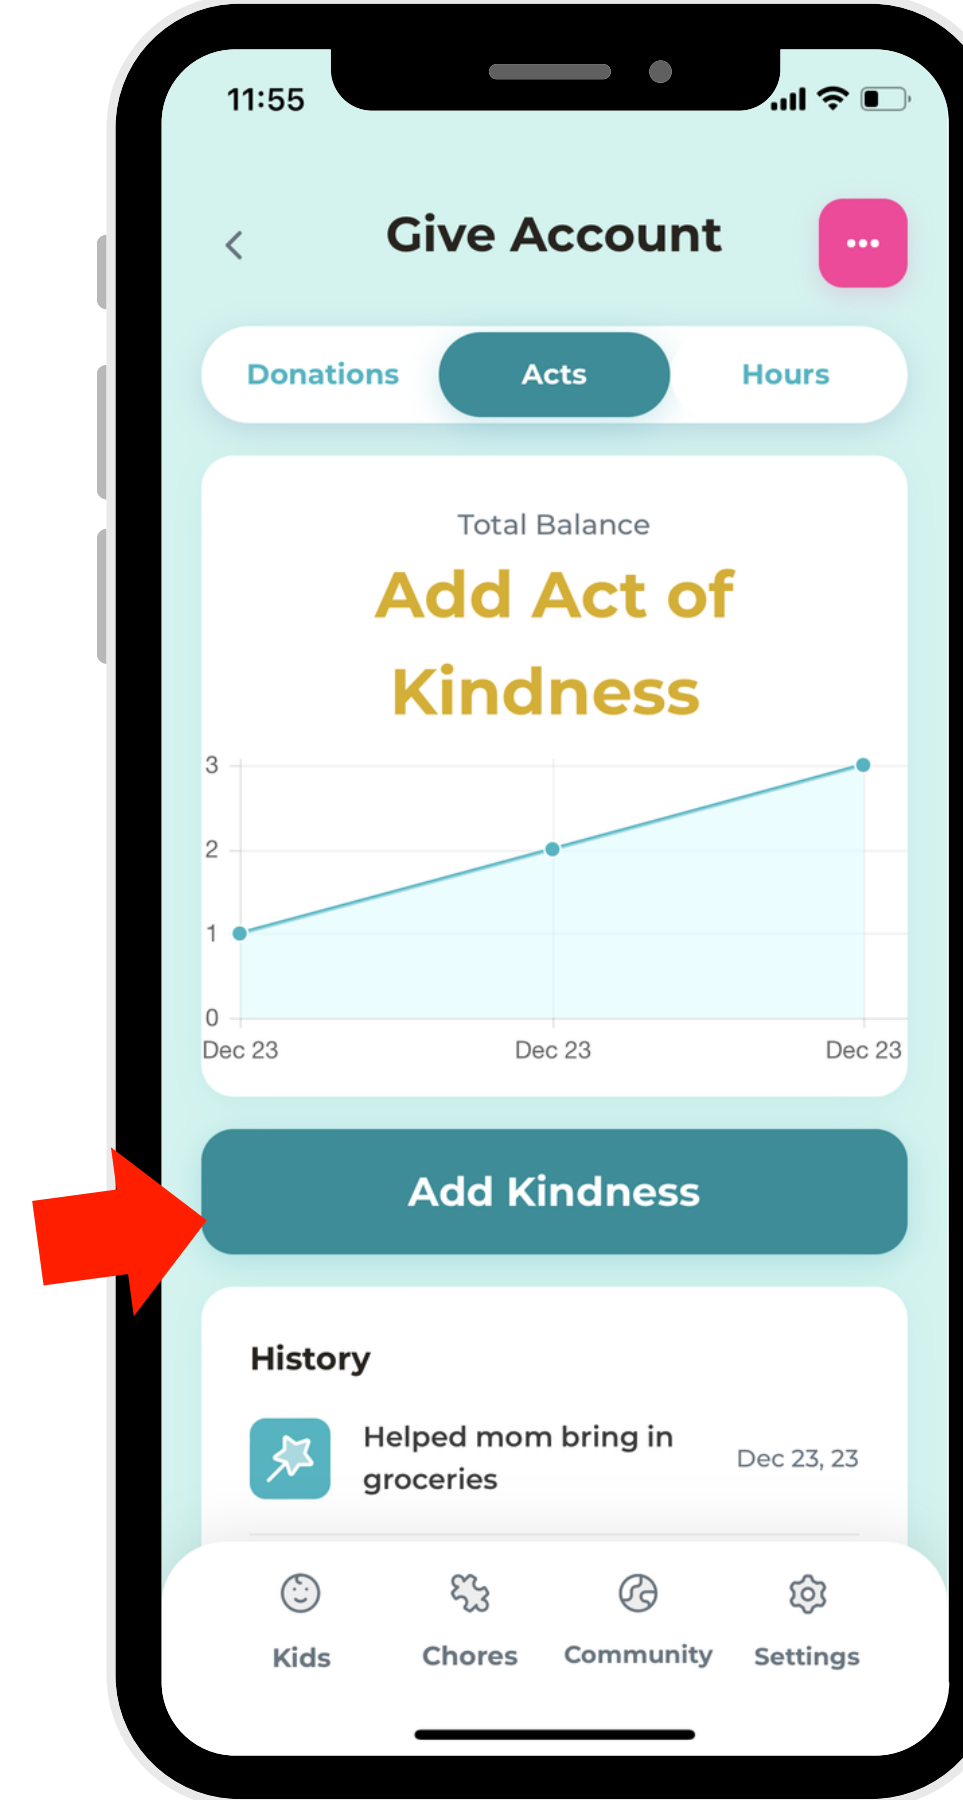 11:55
Give Account
Donations Acts Hours
Total Balance
Add Act of
Kindness
3
2
1
0
Dec 23 Dec 23 Dec 23
Add Kindness
History
Helped mom bring in
groceries
Dec 23, 23
Kids Chores Community Settings